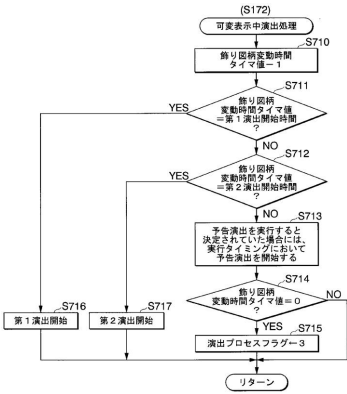 (S172)
可変表示中演出処理
S710
飾り図柄変動時間
タイマ値－1
S711
飾り図柄
変動時間タイマ値
＝第1演出開始時間
?
YES
NO
S712
飾り図柄
変動時間タイマ値
＝第2演出開始時間
?
YES
NO
S713
予告演出を実行すると
決定されていた場合には、
実行タイミングにおいて
予告演出を開始する
S714
飾り図柄
変動時間タイマ値＝0
?
NO
YES
S716
第1演出開始
S717
第2演出開始
S715
演出プロセスフラグ←3
リターン